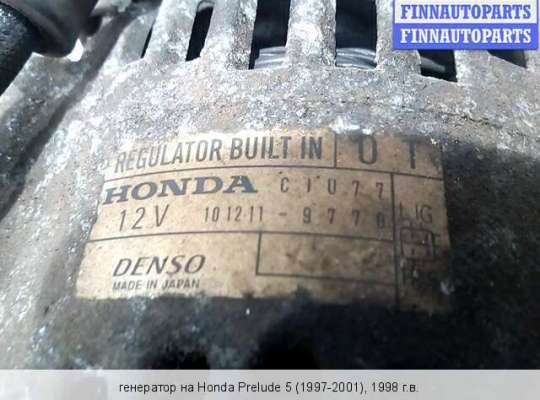 FINNAUTOPARTS
FINNAUTOPARTS
REGULATOR BUILT IN
HONDA CJU77
12V 101211-9770
DENSO
MADE IN JAPAN
генератор на Honda Prelude 5 (1997-2001), 1998 г.в.